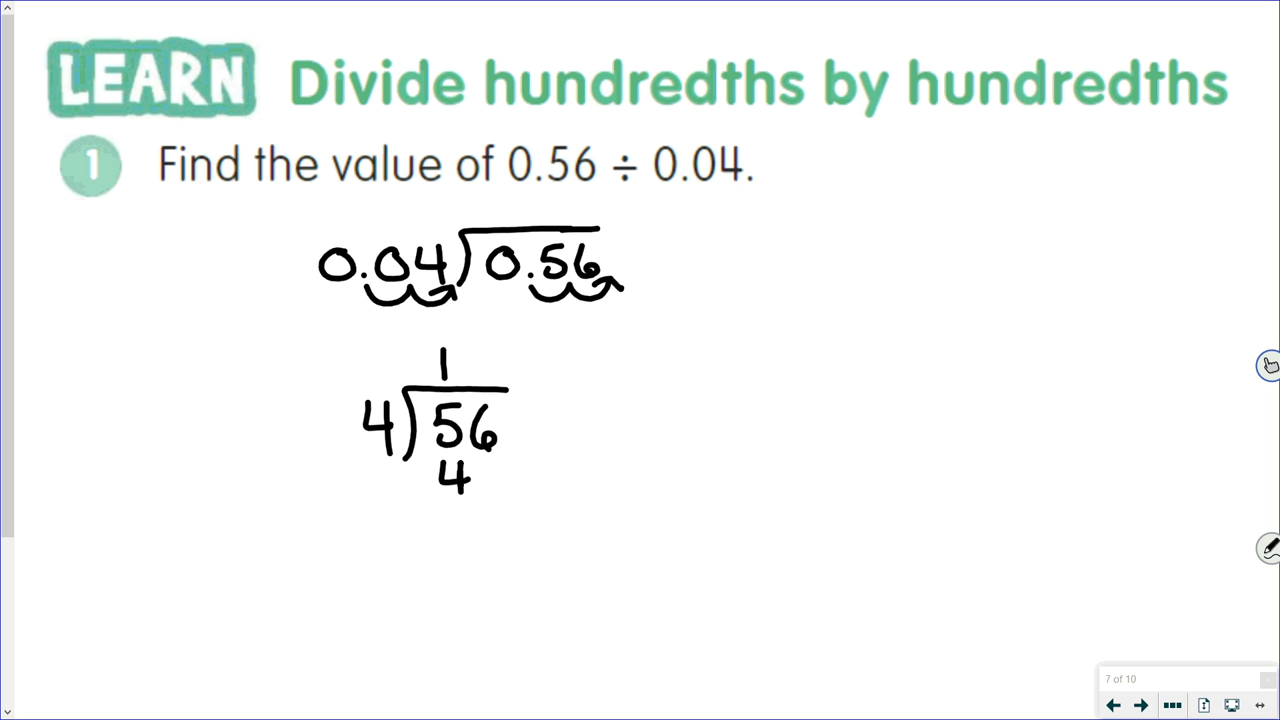 LEARN Divide hundredths by hundredths
1 Find the value of 0.56 ÷ 0.04.
0.04)0.56
1
4)56
4
7 of 10